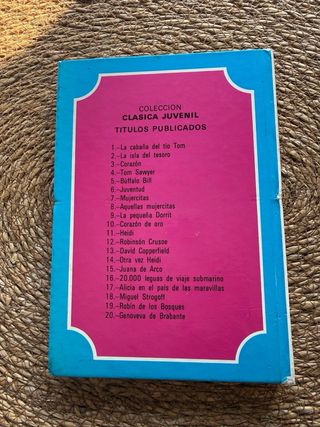 COLECCION
CLASICA JUVENIL
TITULOS PUBLICADOS
1.-La cabaña del tío Tom
2.-La isla del tesoro
3.-Corazón
4.-Tom Sawyer
5.-Búffalo Bill
6.-Juventud
7.-Mujercitas
8.-Aquellas mujercitas
9.-La pequeña Dorrit
10.-Corazón de oro
11.-Heidi
12.-Robinsón Crusoe
13.-David Copperfield
14.-Otra vez Heidi
15.-Juana de Arco
16.-20.000 leguas de viaje submarino
17.-Alicia en el país de las maravillas
18.-Miguel Strogoff
19.-Robín de los Bosques
20.-Genoveva de Brabante